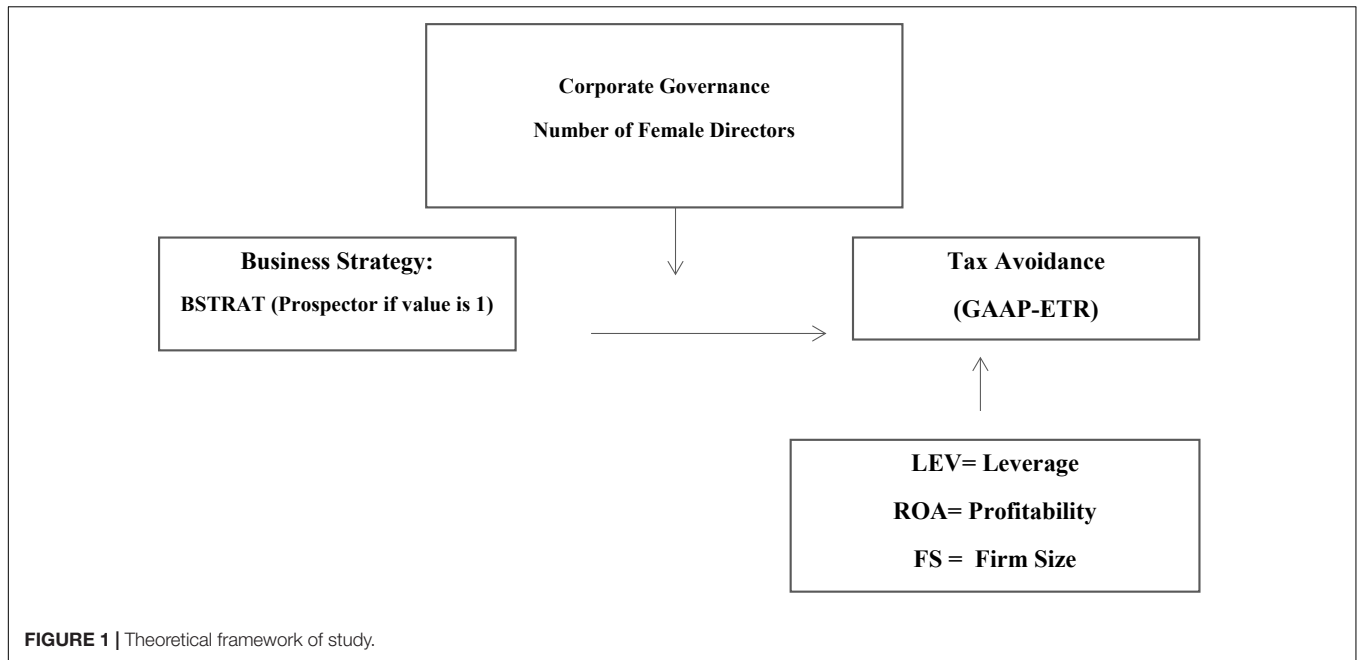 Corporate Governance
Number of Female Directors
Business Strategy:
BSTRAT (Prospector if value is 1)
Tax Avoidance
(GAAP-ETR)
LEV= Leverage
ROA= Profitability
FS = Firm Size
FIGURE 1 | Theoretical framework of study.